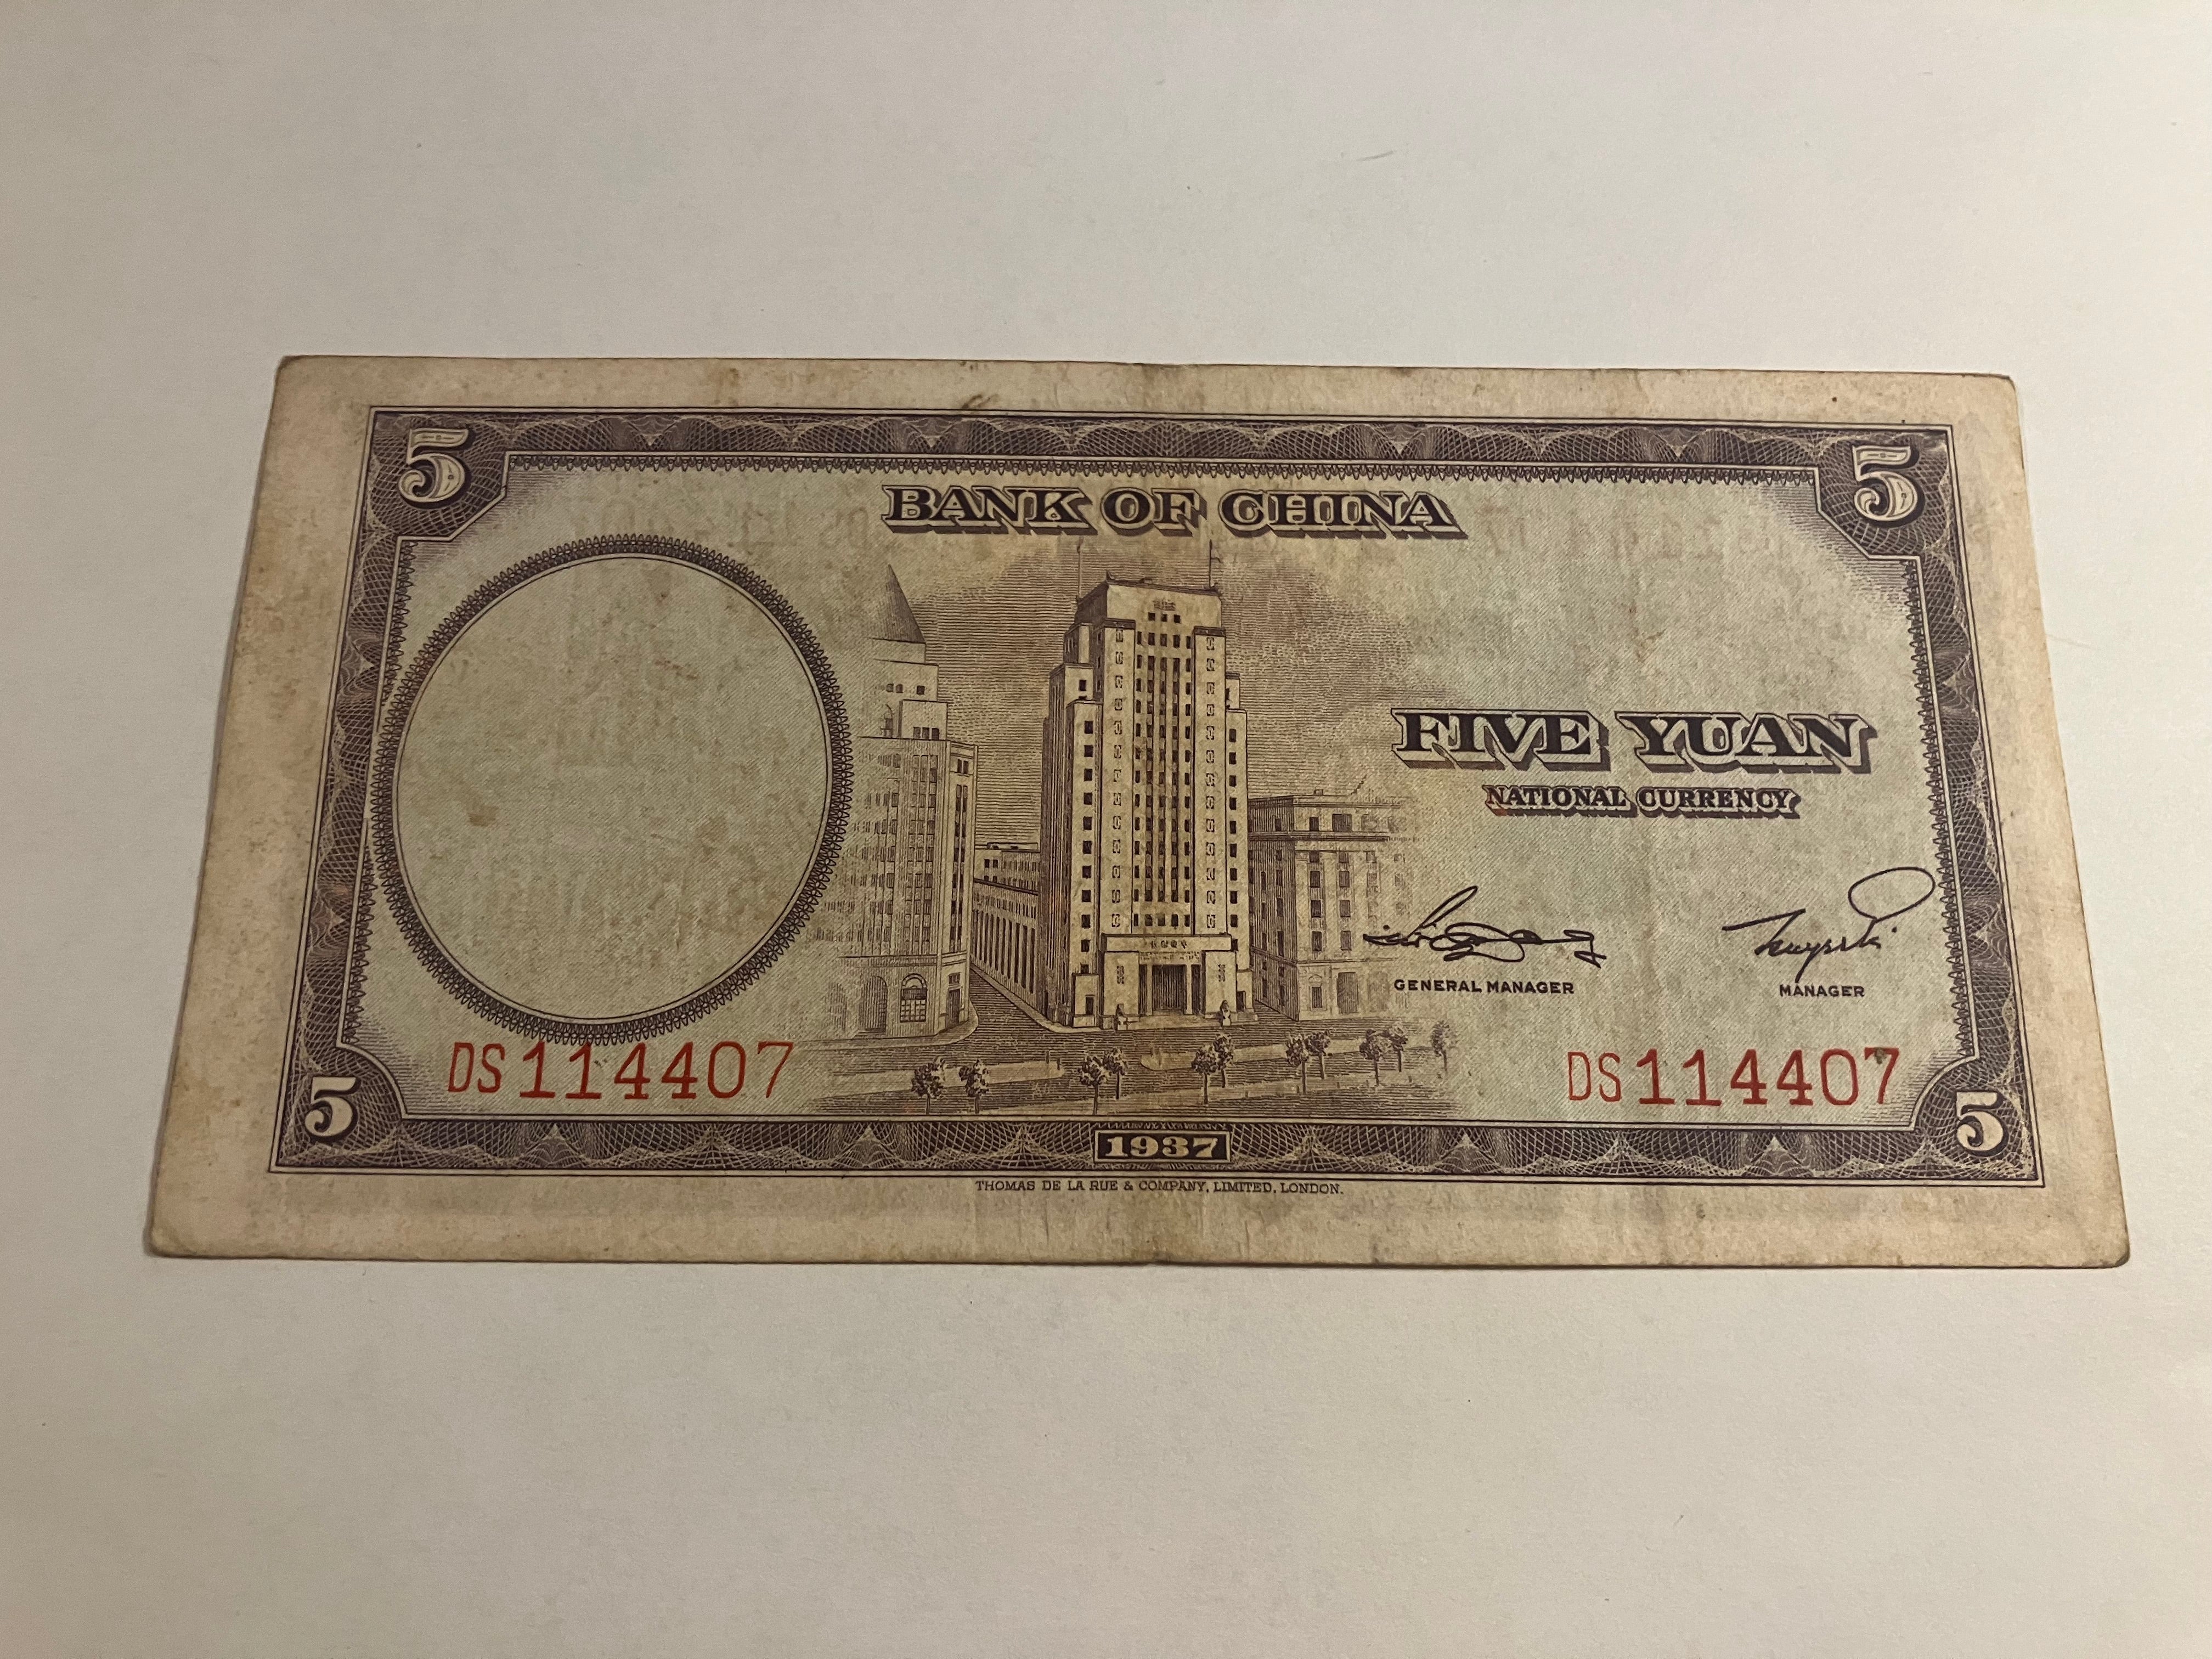 5 5
BANK OF CHINA
FIVE YUAN
NATIONAL CURRENCY
GENERAL MANAGER MANAGER
DS114407 DS114407
5 5
1937
THOMAS DE LA RUE & COMPANY, LIMITED, LONDON.